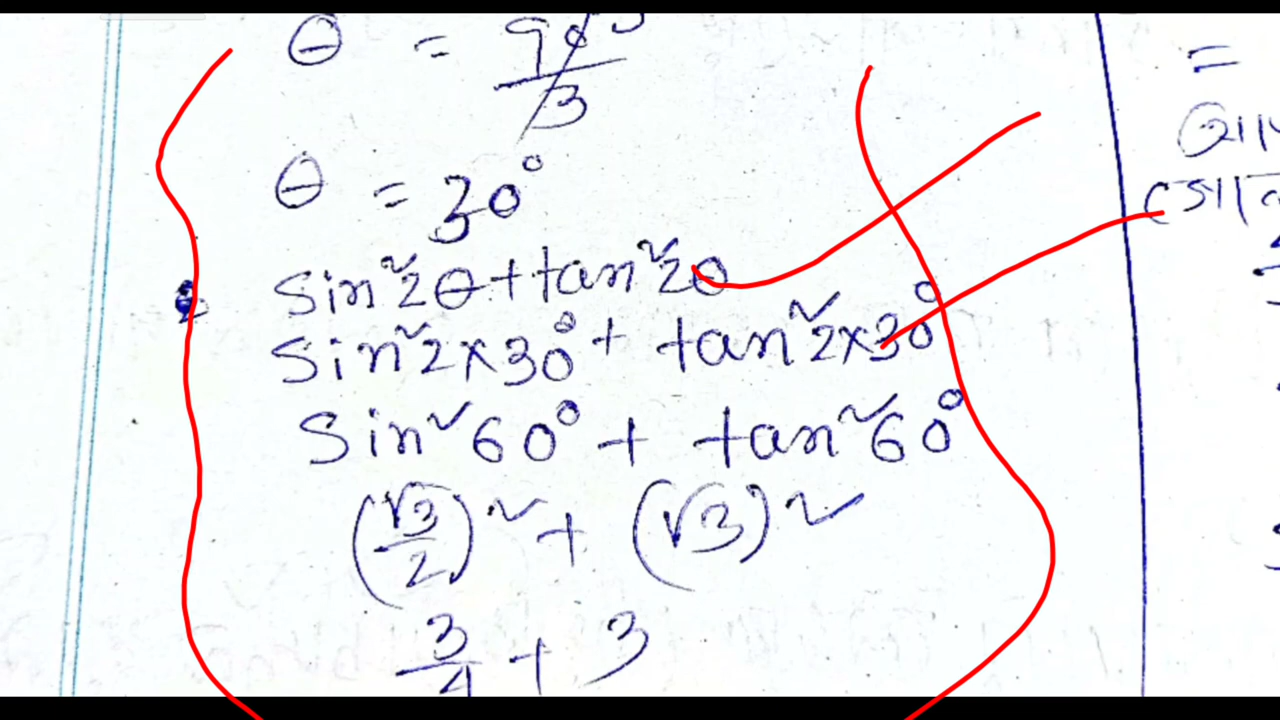 θ = 90°/3
θ = 30°
sin²2θ + tan²2θ
sin²2×30° + tan²2×30°
sin²60° + tan²60°
(√3/2)² + (√3)²
3/4 + 3
=